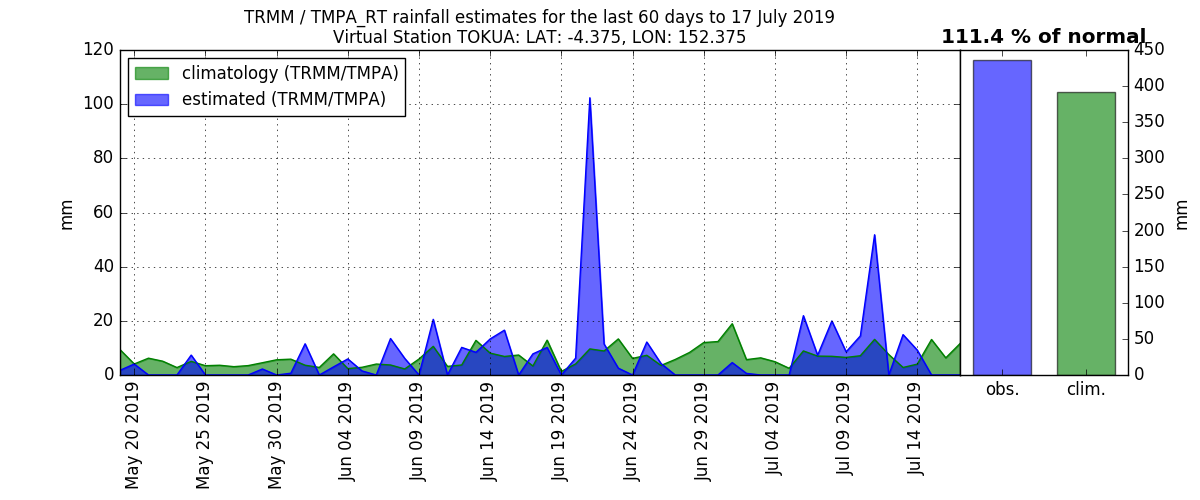 TRMM / TMPA_RT rainfall estimates for the last 60 days to 17 July 2019
Virtual Station TOKUA: LAT: -4.375, LON: 152.375
111.4 % of normal
climatology (TRMM/TMPA)
estimated (TRMM/TMPA)
120
100
80
60
40
20
0
mm
May 20 2019
May 25 2019
May 30 2019
Jun 04 2019
Jun 09 2019
Jun 14 2019
Jun 19 2019
Jun 24 2019
Jun 29 2019
Jul 04 2019
Jul 09 2019
Jul 14 2019
obs.
clim.
450
400
350
300
250
200
150
100
50
0
mm